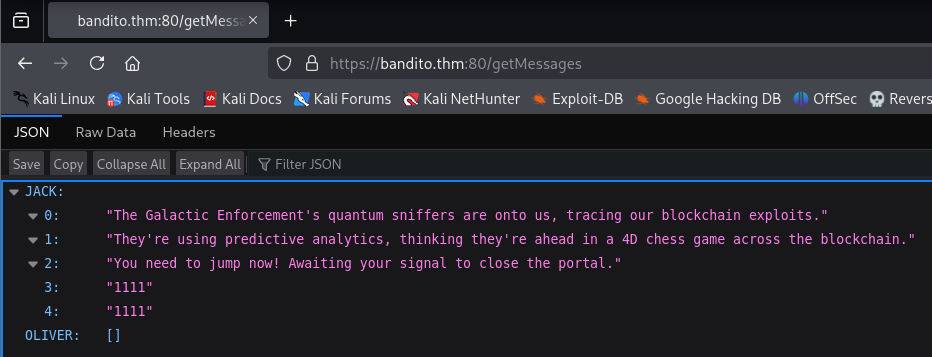 bandito.thm:80/getMessa
https://bandito.thm:80/getMessages
Kali Linux Kali Tools Kali Docs Kali Forums Kali NetHunter Exploit-DB Google Hacking DB OffSec Revers
JSON Raw Data Headers
Save Copy Collapse All Expand All Filter JSON
JACK:
0: "The Galactic Enforcement's quantum sniffers are onto us, tracing our blockchain exploits."
1: "They're using predictive analytics, thinking they're ahead in a 4D chess game across the blockchain."
2: "You need to jump now! Awaiting your signal to close the portal."
3: "1111"
4: "1111"
OLIVER: []